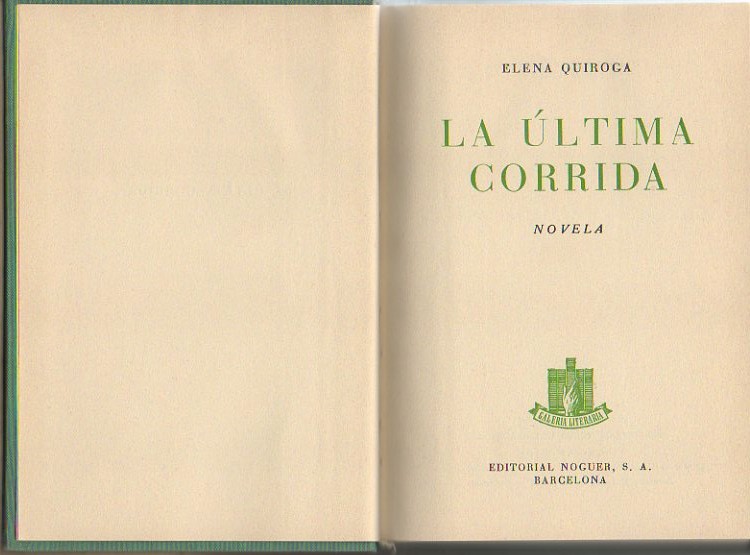 ELENA QUIROGA
LA ÚLTIMA
CORRIDA
NOVELA
GALERIA LITERARIA
EDITORIAL NOGUER, S. A.
BARCELONA